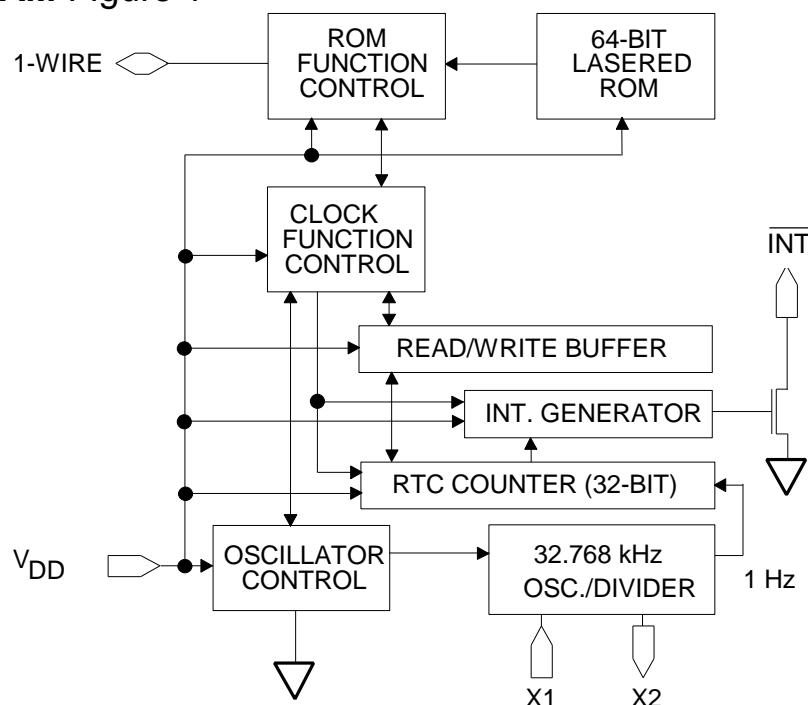 Figure 1
1-WIRE
ROM
FUNCTION
CONTROL
64-BIT
LASERED
ROM
CLOCK
FUNCTION
CONTROL
INT
READ/WRITE BUFFER
INT. GENERATOR
RTC COUNTER (32-BIT)
VDD
OSCILLATOR
CONTROL
32.768 kHz
OSC./DIVIDER
1 Hz
X1
X2